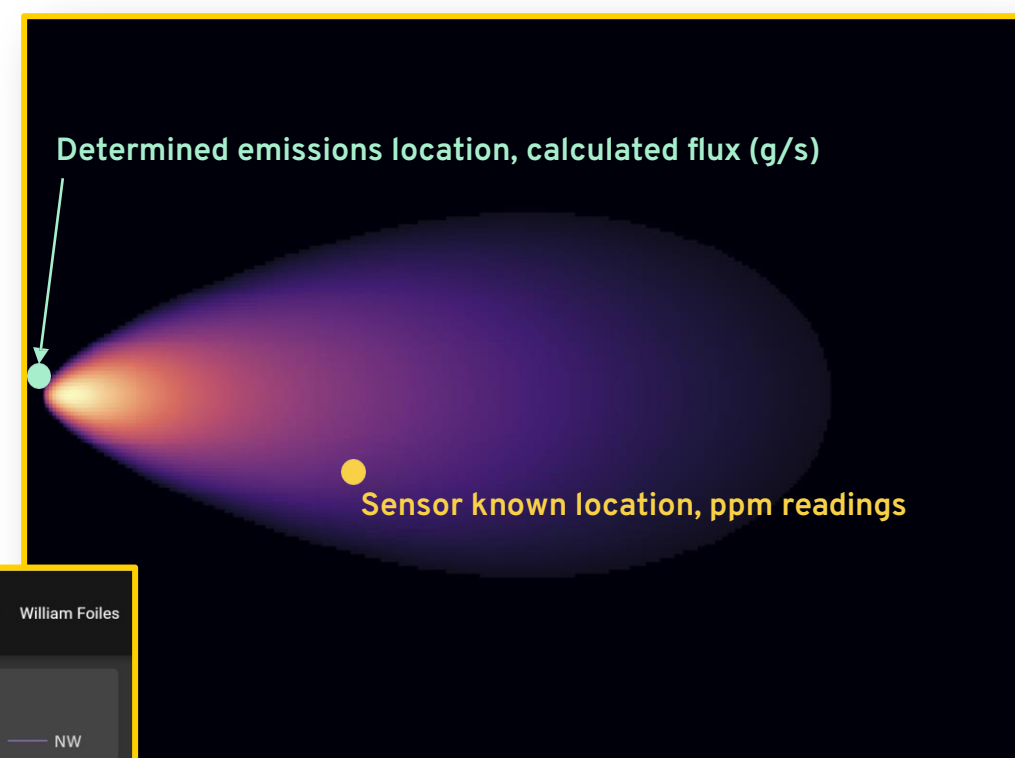 Determined emissions location, calculated flux (g/s)
Sensor known location, ppm readings
William Foiles
NW